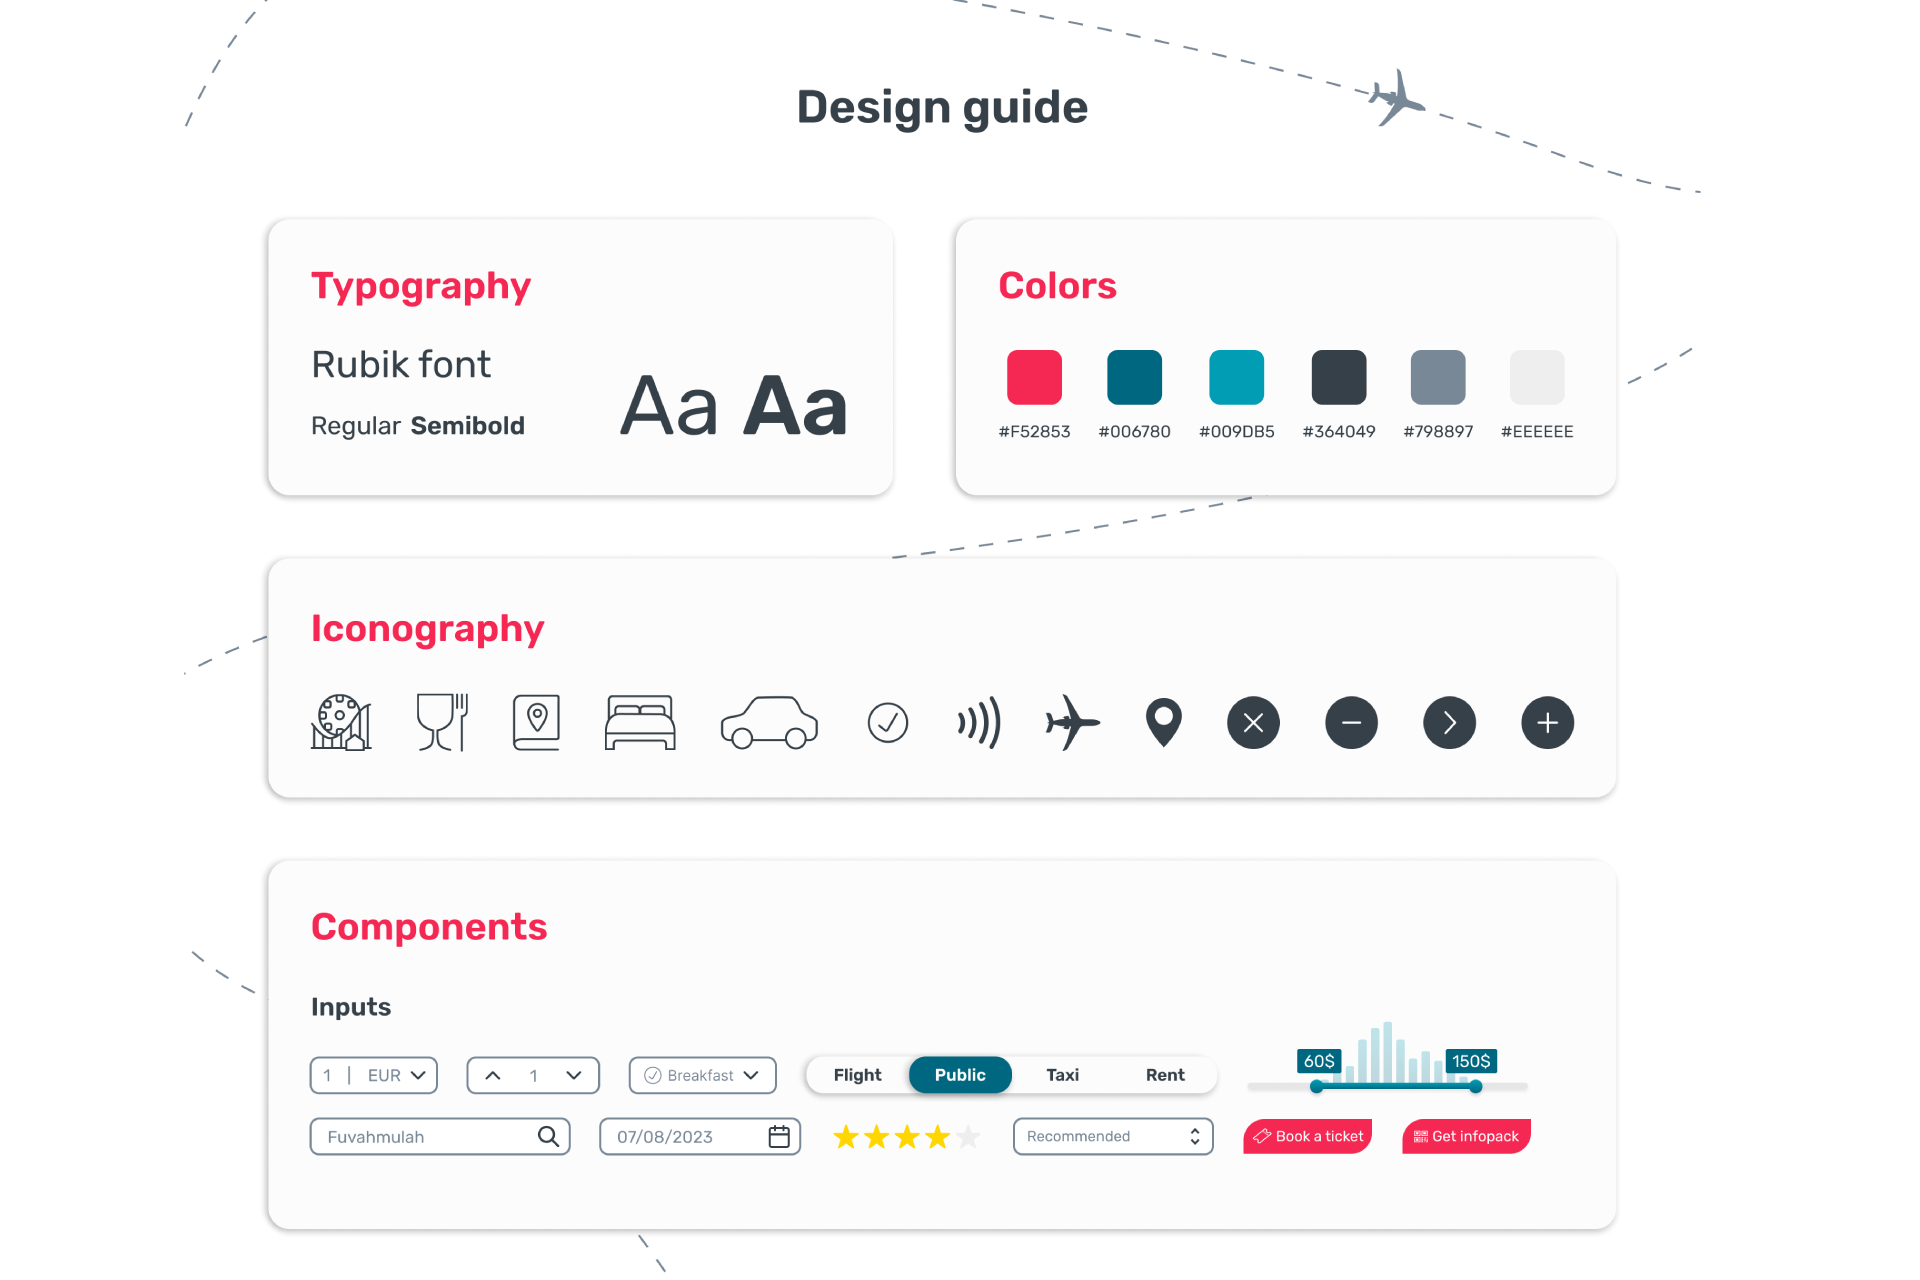 Design guide
Typography
Rubik font
Regular Semibold
Aa Aa
Colors
#F52853 #006780 #009DB5 #364049 #798897 #EEEEEE
Iconography
Components
Inputs
1 | EUR
1
Breakfast
Flight Public Taxi Rent
60$ 150$
Fuvahmulah
07/08/2023
Recommended
Book a ticket
Get infopack